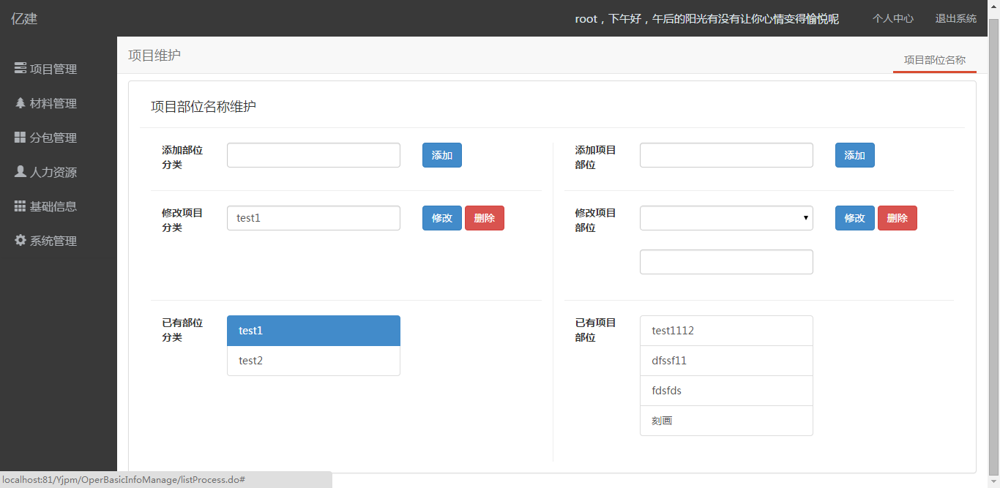 亿建
root，下午好，午后的阳光有没有让你心情变得愉悦呢
个人中心
退出系统
项目管理
材料管理
分包管理
人力资源
基础信息
系统管理
项目维护
项目部位名称
项目部位名称维护
添加部位
分类
添加
添加项目
部位
添加
修改项目
分类
test1
修改
删除
修改项目
部位
修改
删除
已有部位
分类
test1
test2
已有项目
部位
test1112
dfssf11
fdsfds
刻画
localhost:81/Yjpm/OperBasicInfoManage/listProcess.do#